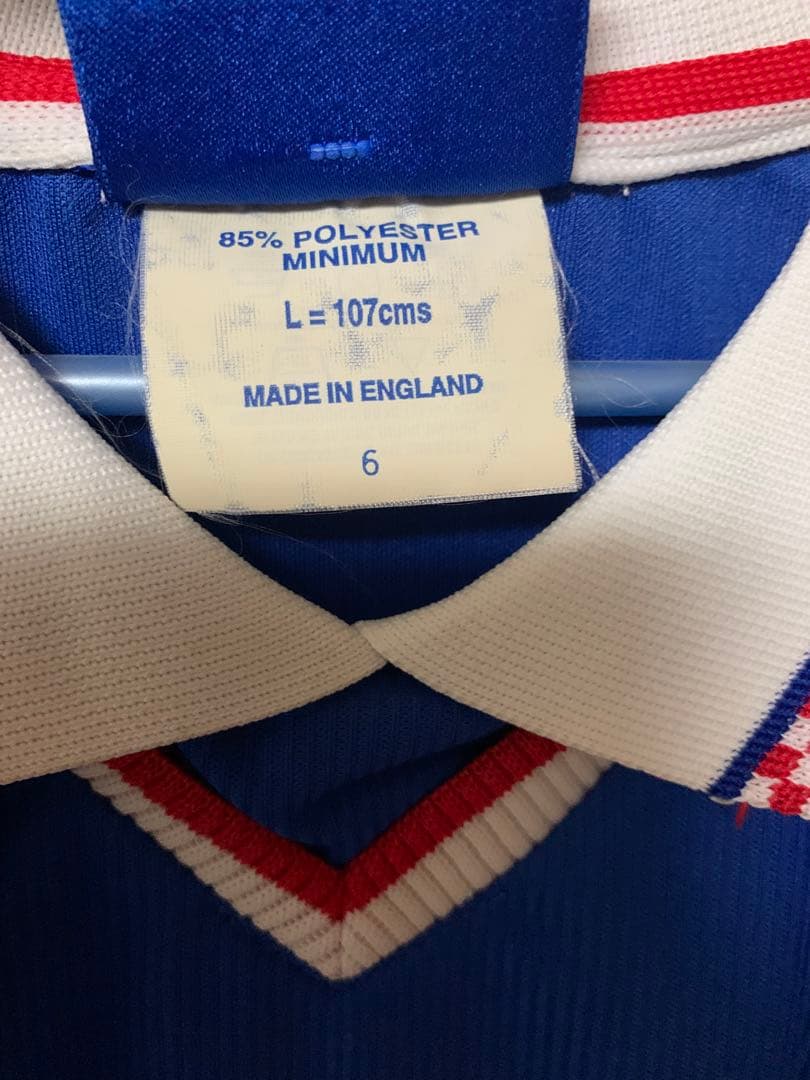 85% POLYESTER
MINIMUM
L = 107cms
MADE IN ENGLAND
6